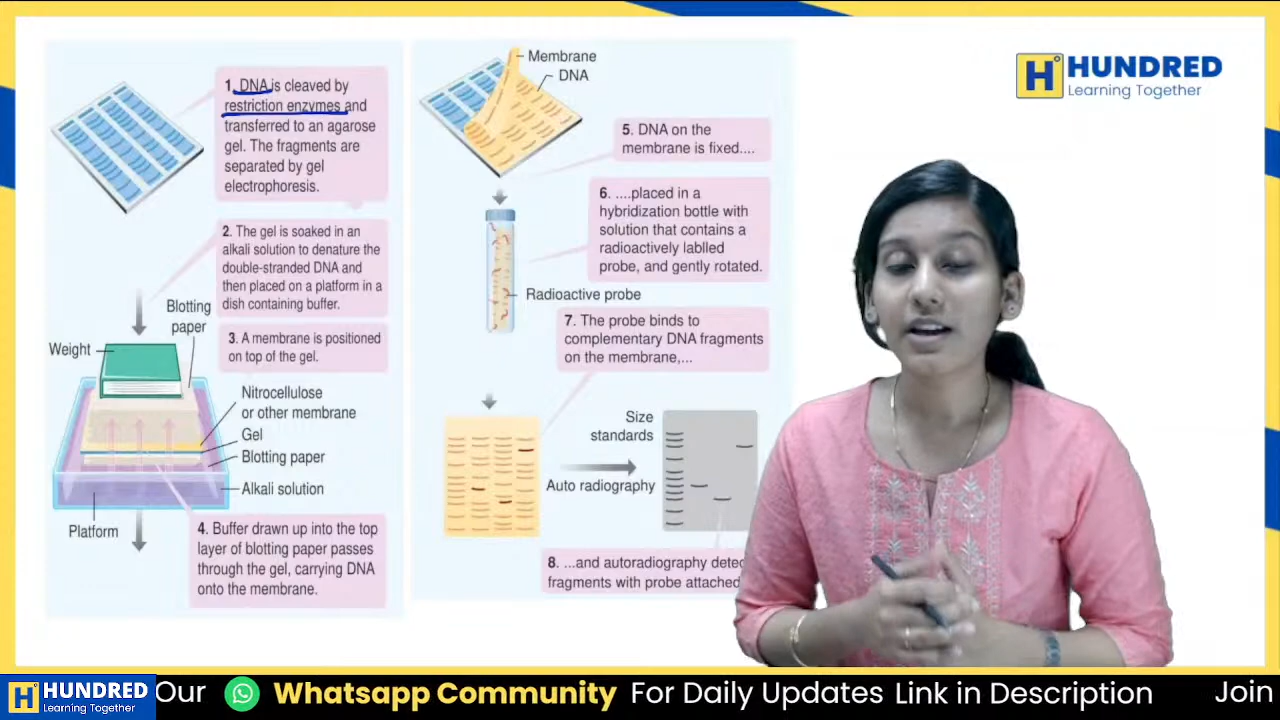 1. DNA is cleaved by
restriction enzymes and
transferred to an agarose
gel. The fragments are
separated by gel
electrophoresis.
2. The gel is soaked in an
alkali solution to denature the
double-stranded DNA and
then placed on a platform in a
dish containing buffer.
Blotting
paper
3. A membrane is positioned
on top of the gel.
Weight
Nitrocellulose
or other membrane
Gel
Blotting paper
Alkali solution
Platform
4. Buffer drawn up into the top
layer of blotting paper passes
through the gel, carrying DNA
onto the membrane.
Membrane
DNA
5. DNA on the
membrane is fixed....
6. ....placed in a
hybridization bottle with
solution that contains a
radioactively lablled
probe, and gently rotated.
Radioactive probe
7. The probe binds to
complementary DNA fragments
on the membrane,...
Size
standards
Auto radiography
8. ...and autoradiography
fragments with probe attached
H HUNDRED
Learning Together
H HUNDRED
Learning Together
Our Whatsapp Community For Daily Updates Link in Description Join